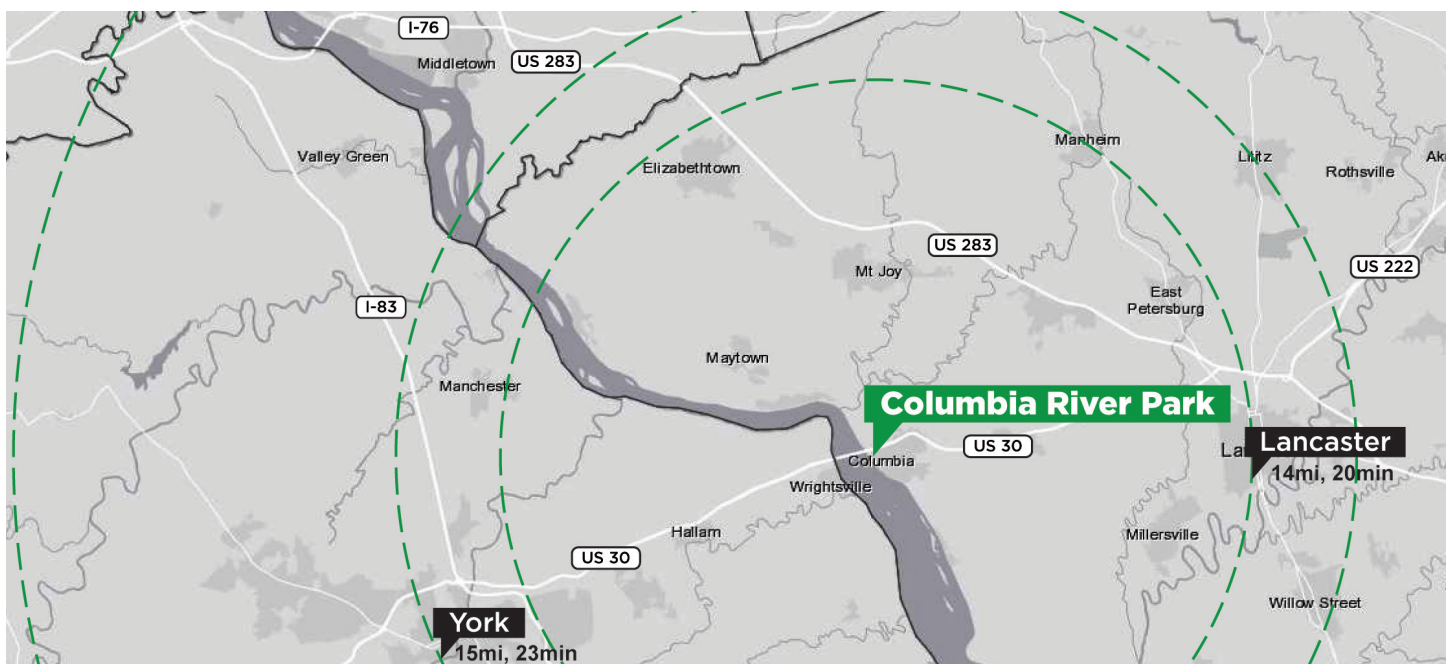 I-76
Middletown
US 283
Manheim
Valley Green
Elizabethtown
Lititz
Rothsville
US 283
Mt Joy
US 222
East
Petersburg
I-83
Maytown
Manchester
Columbia River Park
US 30
Lancaster
14mi, 20min
Columbia
Wrightsville
Hallam
Millersville
US 30
Willow Street
York
15mi, 23min